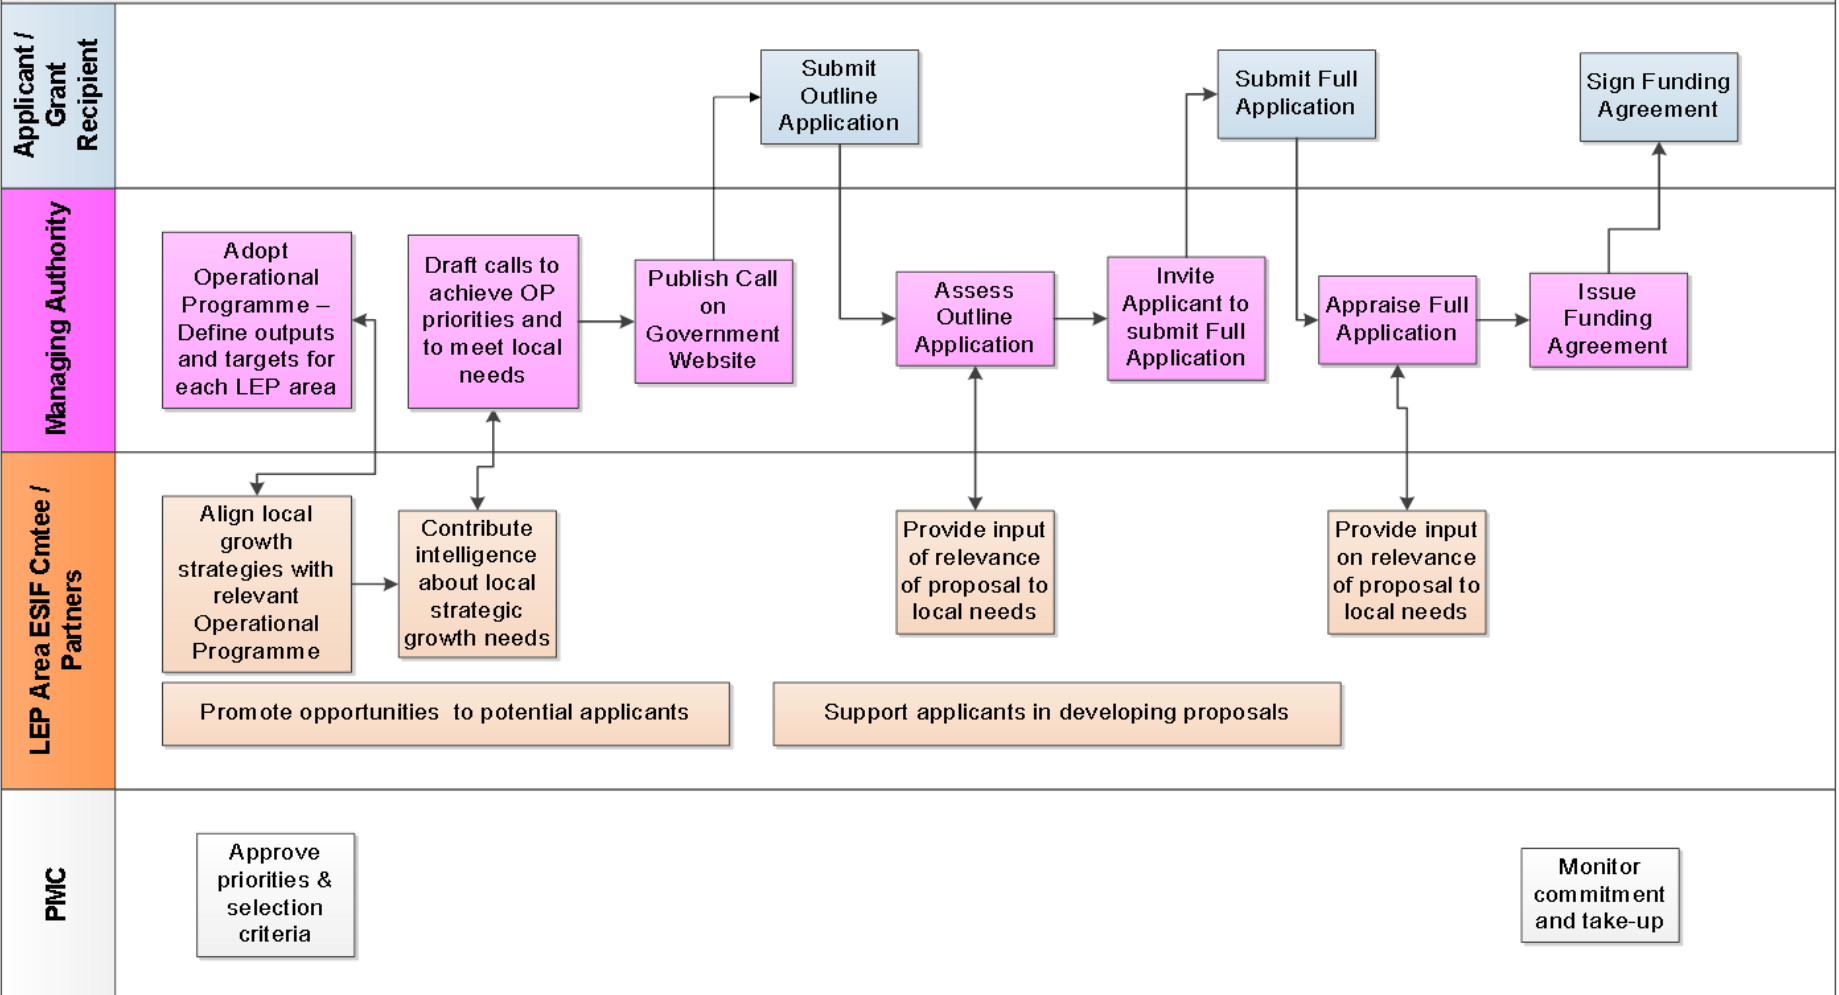 Applicant /
Grant
Recipient
Submit
Outline
Application
Submit Full
Application
Sign Funding
Agreement
Managing Authority
Adopt
Operational
Programme –
Define outputs
and targets for
each LEP area
Draft calls to
achieve OP
priorities and
to meet local
needs
Publish Call
on
Government
Website
Assess
Outline
Application
Invite
Applicant to
submit Full
Application
Appraise Full
Application
Issue
Funding
Agreement
LEP Area ESIF Cmtee /
Partners
Align local
growth
strategies with
relevant
Operational
Programme
Contribute
intelligence
about local
strategic
growth needs
Provide input
of relevance
of proposal to
local needs
Provide input
on relevance
of proposal to
local needs
Promote opportunities to potential applicants
Support applicants in developing proposals
PMC
Approve
priorities &
selection
criteria
Monitor
commitment
and take-up